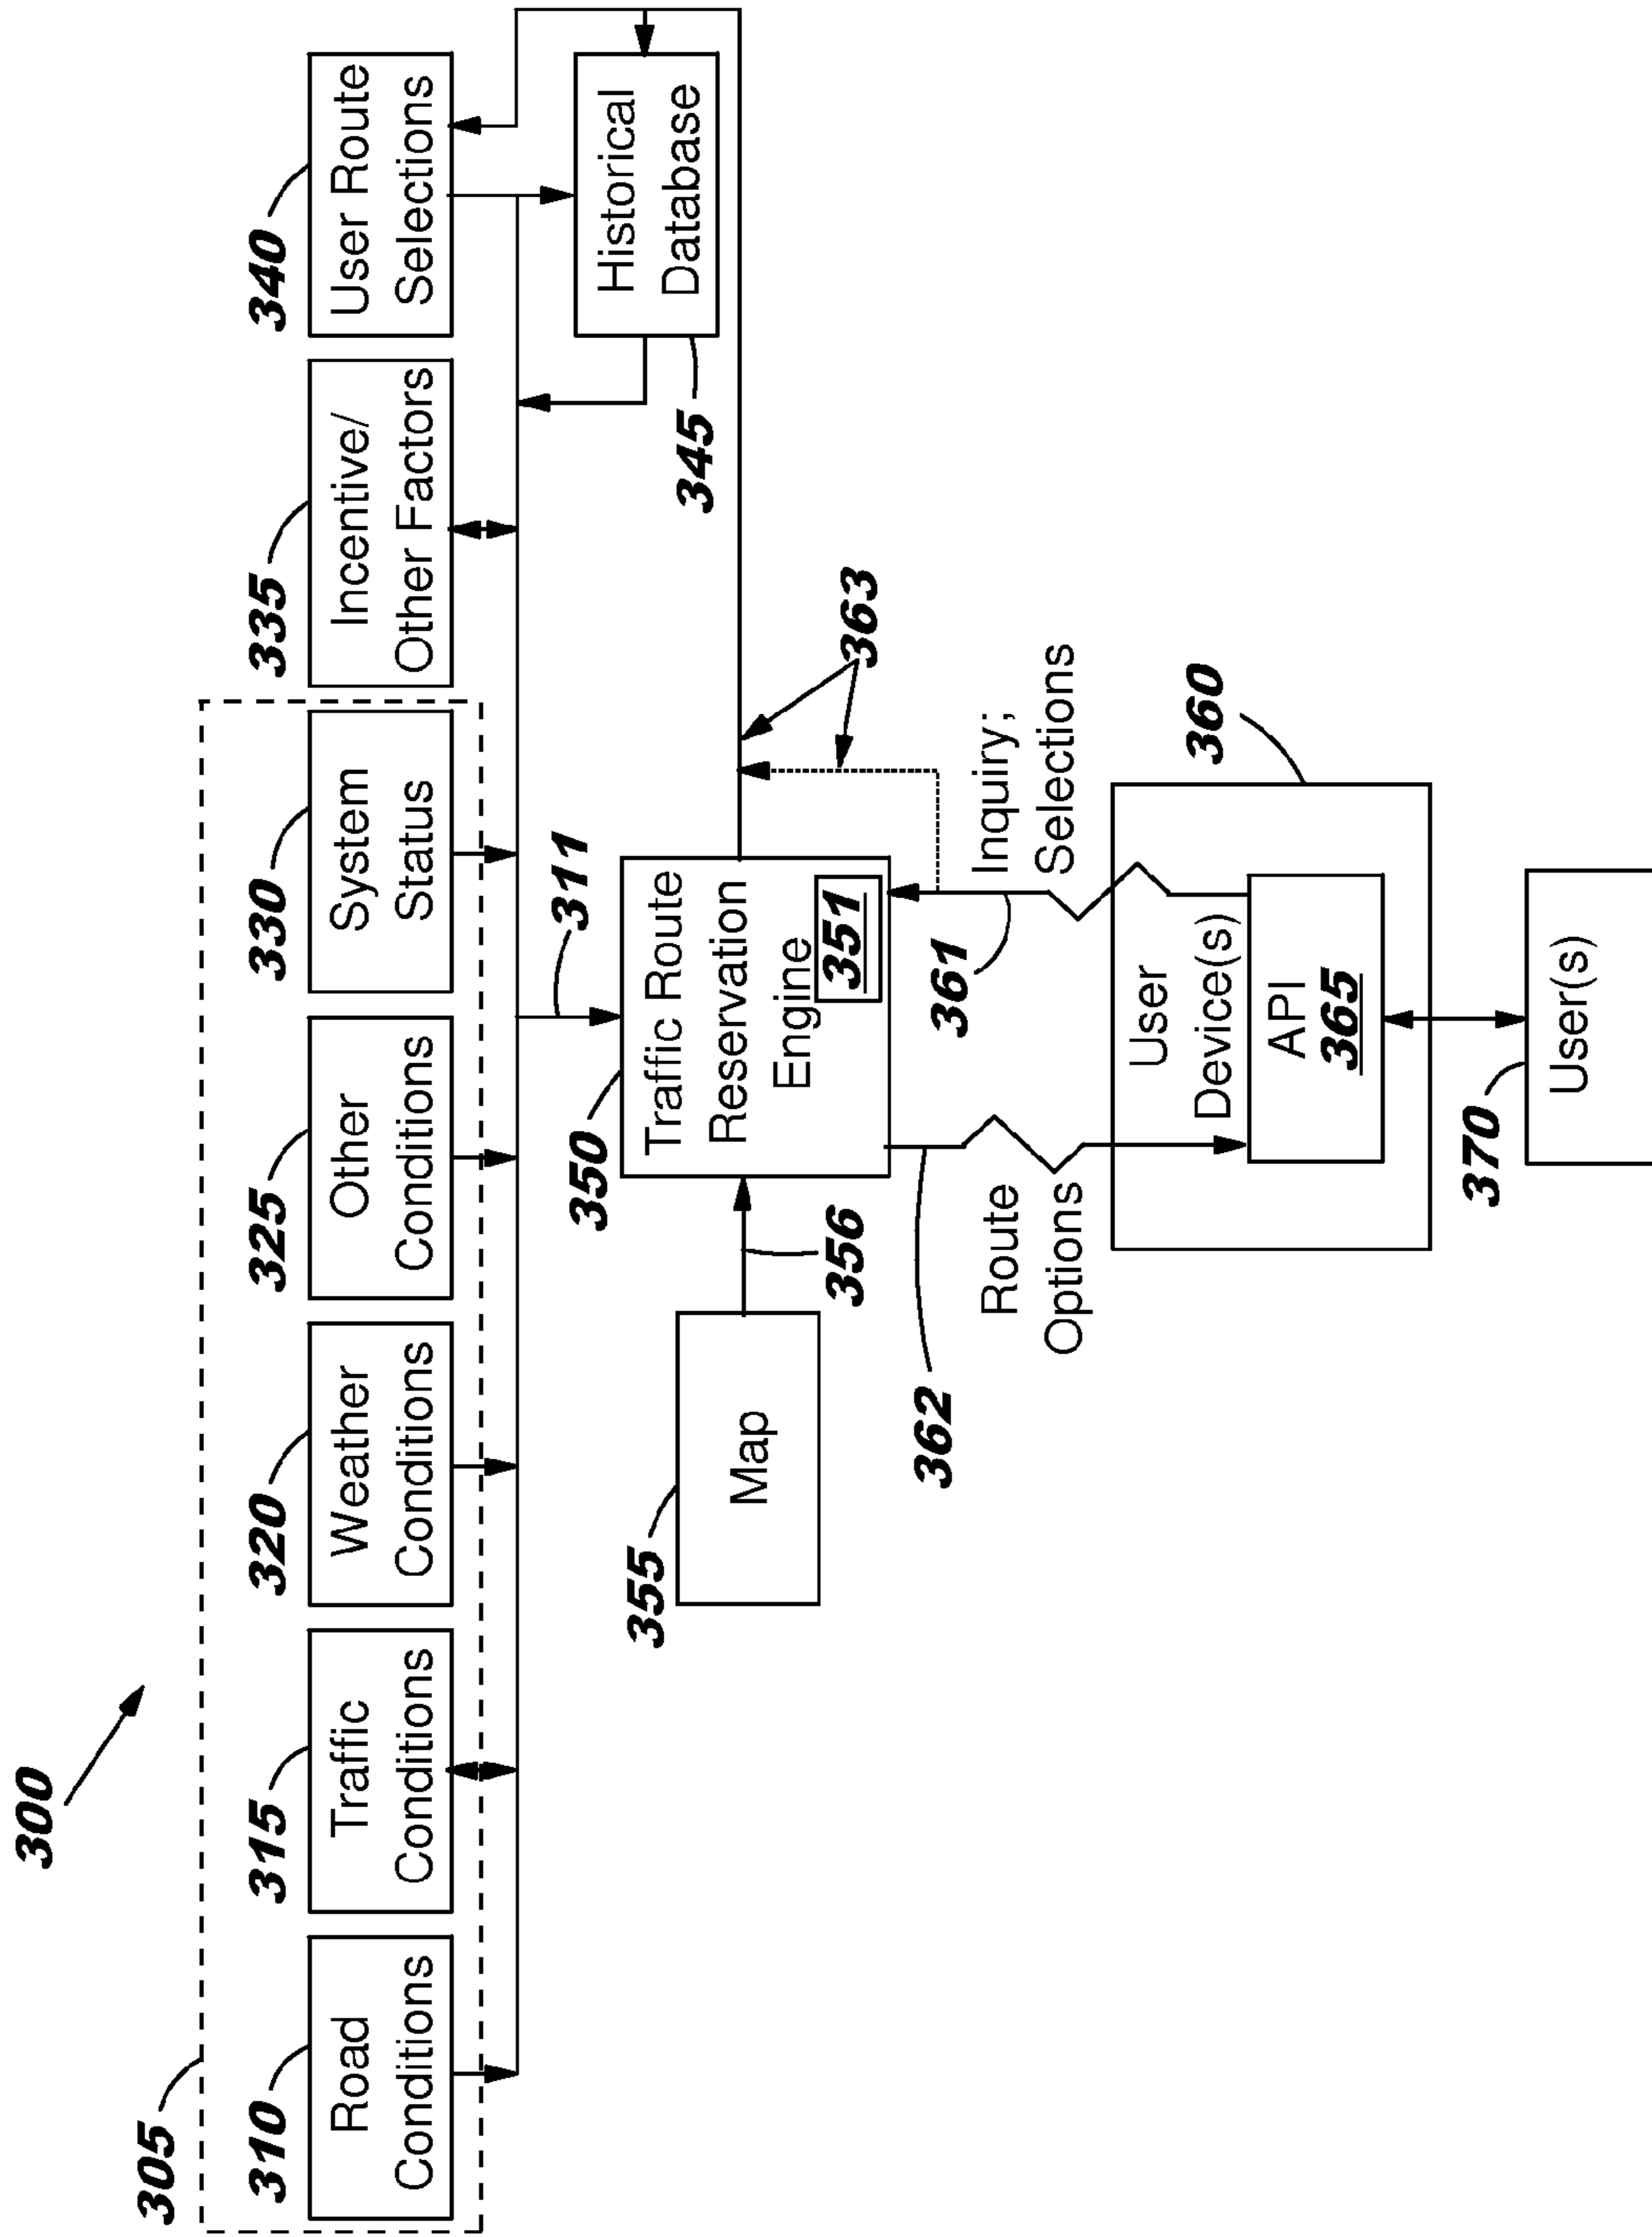 300
305
310
Road
Conditions
315
Traffic
Conditions
320
Weather
Conditions
325
Other
Conditions
330
System
Status
335
Incentive/
Other Factors
340
User Route
Selections
311
Historical
Database
345
350
Traffic Route
Reservation
Engine
351
355
Map
356
363
362
Route
Options
361
Inquiry;
Selections
360
User
Device(s)
API
365
370
User(s)